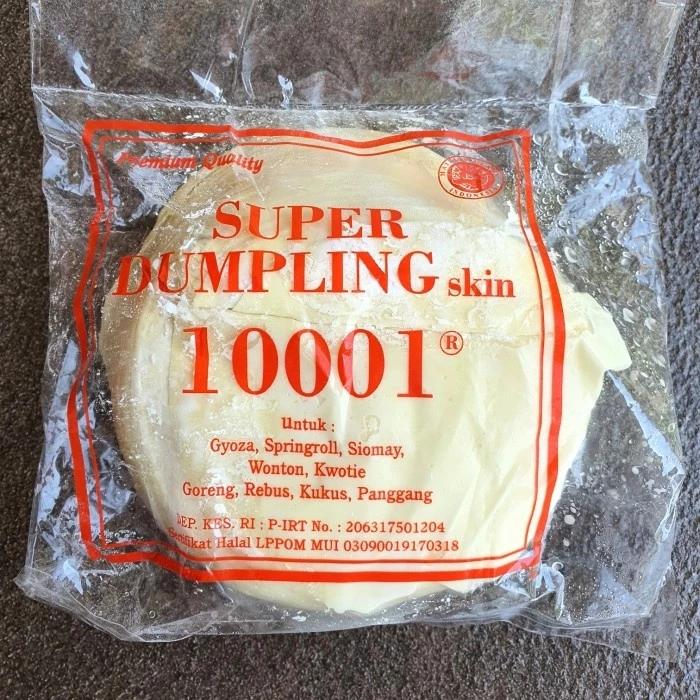 Premium Quality
INDONESIA
SUPER
DUMPLING skin
10001®
Untuk :
Gyoza, Springroll, Siomay,
Wonton, Kwotie
Goreng, Rebus, Kukus, Panggang
DEP. KES. RI : P-IRT No. : 206317501204
Sertifikat Halal LPPOM MUI 03090019170318